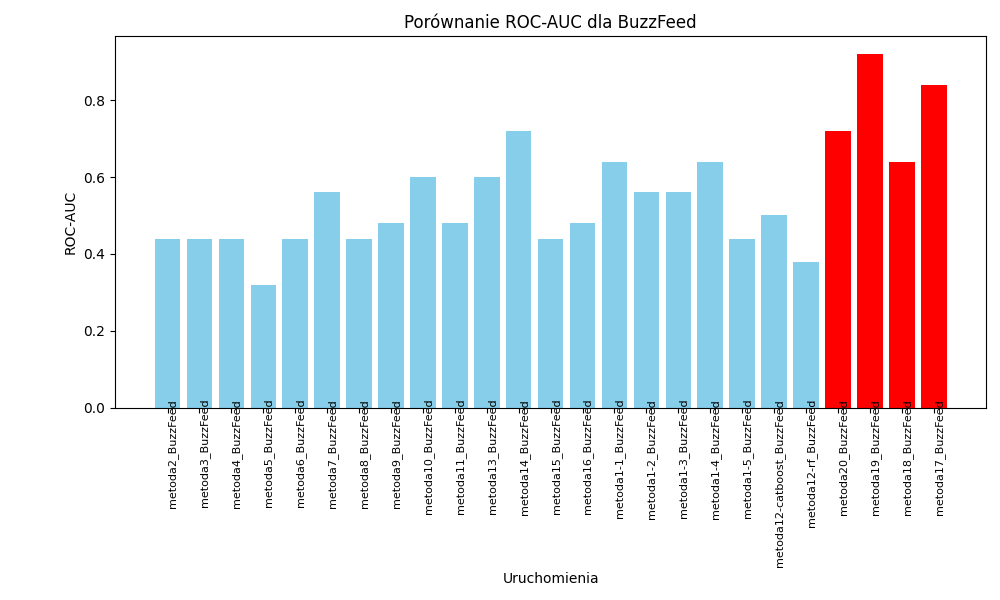 Porównanie ROC-AUC dla BuzzFeed
ROC-AUC
0.8
0.6
0.4
0.2
0.0
metoda2_BuzzFeed
metoda3_BuzzFeed
metoda4_BuzzFeed
metoda5_BuzzFeed
metoda6_BuzzFeed
metoda7_BuzzFeed
metoda8_BuzzFeed
metoda9_BuzzFeed
metoda10_BuzzFeed
metoda11_BuzzFeed
metoda13_BuzzFeed
metoda14_BuzzFeed
metoda15_BuzzFeed
metoda16_BuzzFeed
metoda1-1_BuzzFeed
metoda1-2_BuzzFeed
metoda1-3_BuzzFeed
metoda1-4_BuzzFeed
metoda1-5_BuzzFeed
metoda12-catboost_BuzzFeed
metoda12-rf_BuzzFeed
metoda20_BuzzFeed
metoda19_BuzzFeed
metoda18_BuzzFeed
metoda17_BuzzFeed
Uruchomienia